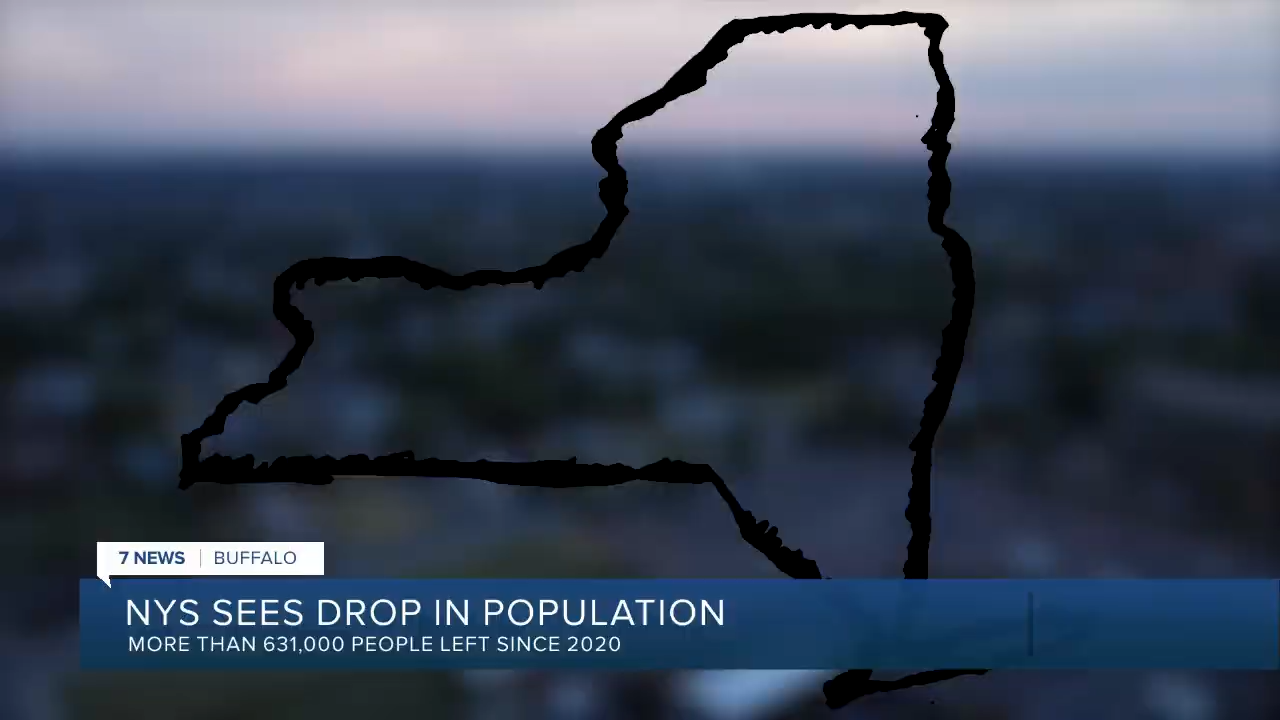 7 NEWS | BUFFALO
NYS SEES DROP IN POPULATION
MORE THAN 631,000 PEOPLE LEFT SINCE 2020